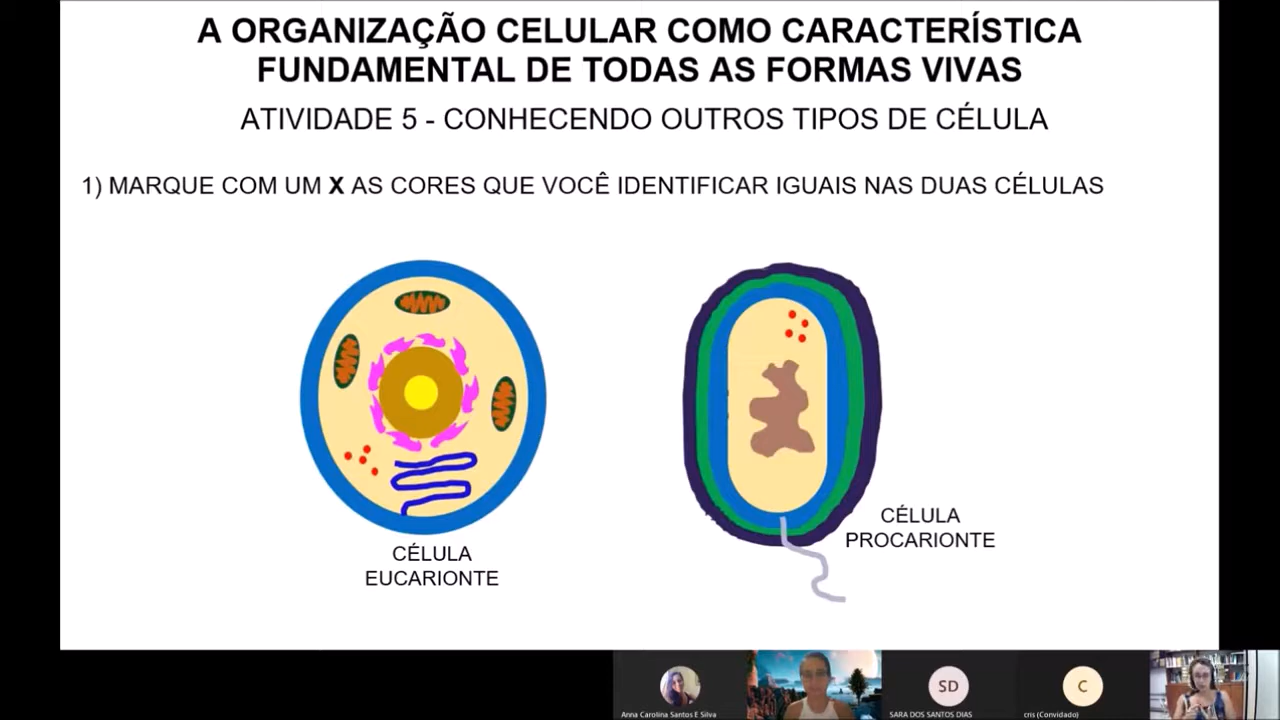 A ORGANIZAÇÃO CELULAR COMO CARACTERÍSTICA
FUNDAMENTAL DE TODAS AS FORMAS VIVAS
ATIVIDADE 5 - CONHECENDO OUTROS TIPOS DE CÉLULA
1) MARQUE COM UM X AS CORES QUE VOCÊ IDENTIFICAR IGUAIS NAS DUAS CÉLULAS
CÉLULA
EUCARIONTE
CÉLULA
PROCARIONTE
SD
C
Anna Carolina Santos E Silva
SARA DOS SANTOS DIAS
cris (Convidado)